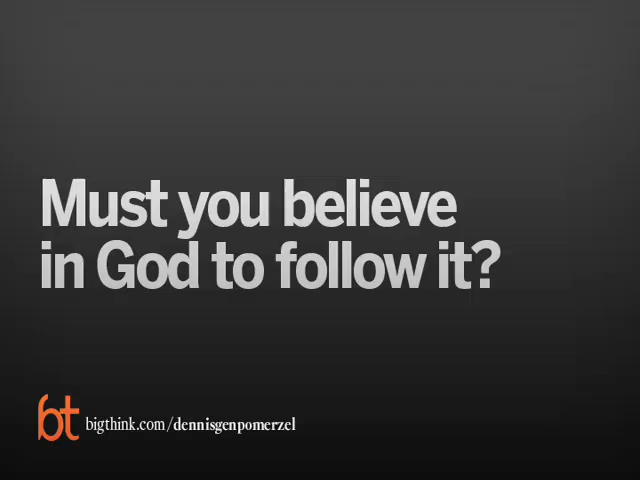 Must you believe
in God to follow it?
bt
bigthink.com/dennisgenpomerzel